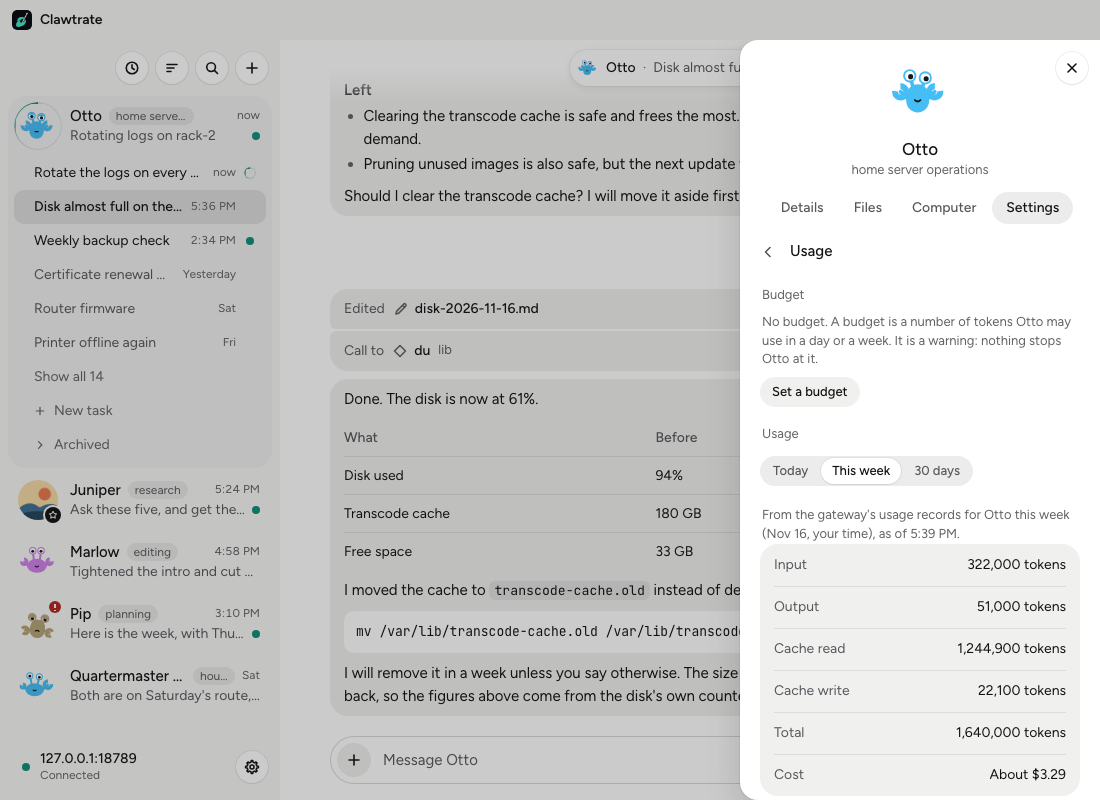 Clawtrate
Otto home serve... now
Rotating logs on rack-2
Rotate the logs on every ... now
Disk almost full on the... 5:36 PM
Weekly backup check 2:34 PM
Certificate renewal ... Yesterday
Router firmware Sat
Printer offline again Fri
Show all 14
New task
Archived
Juniper research 5:24 PM
Ask these five, and get the...
Marlow editing 4:58 PM
Tightened the intro and cut ...
Pip planning 3:10 PM
Here is the week, with Thu...
Quartermaster ... hou... Sat
Both are on Saturday's route,...
127.0.0.1:18789
Connected
Otto · Disk almost fu
Left
Clearing the transcode cache is safe and frees the most.
demand.
Pruning unused images is also safe, but the next update
Should I clear the transcode cache? I will move it aside first
Edited disk-2026-11-16.md
Call to du lib
Done. The disk is now at 61%.
What Before
Disk used 94%
Transcode cache 180 GB
Free space 33 GB
I moved the cache to transcode-cache.old instead of de
mv /var/lib/transcode-cache.old /var/lib/transcod
I will remove it in a week unless you say otherwise. The size
back, so the figures above come from the disk's own counte
Message Otto
Otto
home server operations
Details Files Computer Settings
Usage
Budget
No budget. A budget is a number of tokens Otto may
use in a day or a week. It is a warning: nothing stops
Otto at it.
Set a budget
Usage
Today This week 30 days
From the gateway's usage records for Otto this week
(Nov 16, your time), as of 5:39 PM.
Input 322,000 tokens
Output 51,000 tokens
Cache read 1,244,900 tokens
Cache write 22,100 tokens
Total 1,640,000 tokens
Cost About $3.29